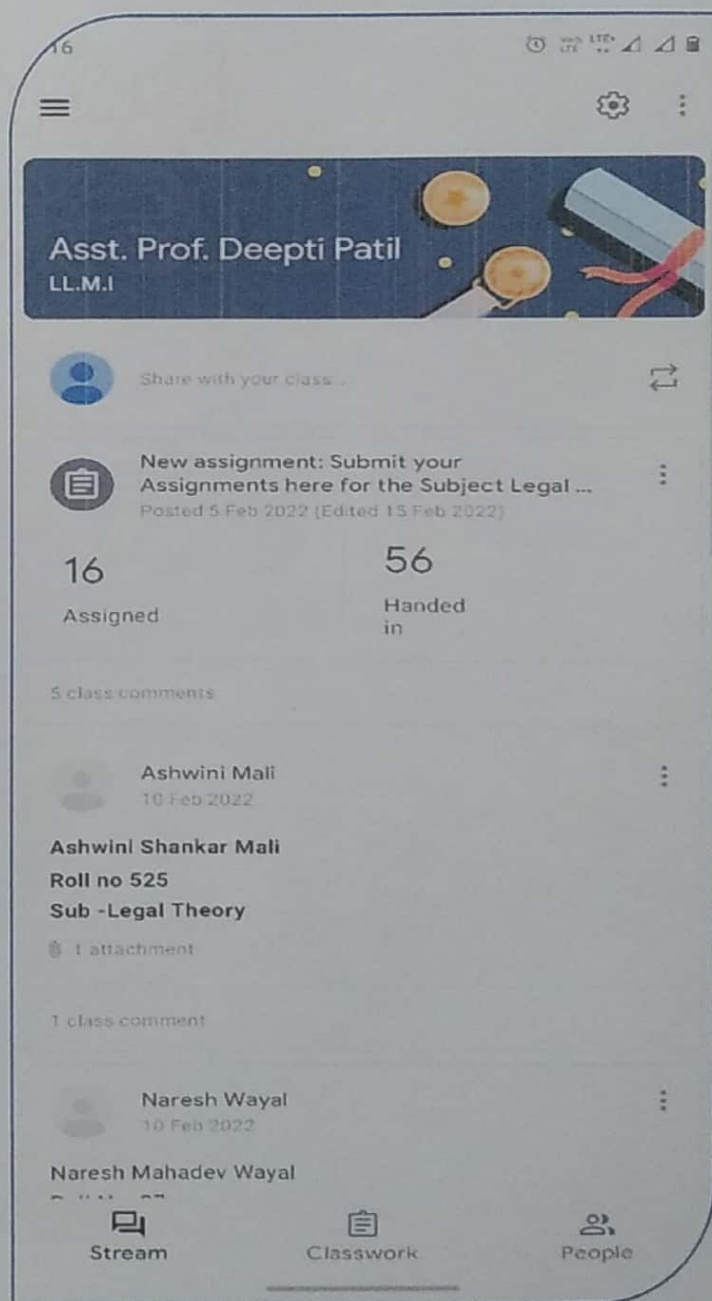 16
Asst. Prof. Deepti Patil
LL.M.I
Share with your class...
New assignment: Submit your
Assignments here for the Subject Legal ...
Posted 5 Feb 2022 (Edited 15 Feb 2022)
16
56
Assigned
Handed
in
5 class comments
Ashwini Mali
10 Feb 2022
Ashwini Shankar Mali
Roll no 525
Sub -Legal Theory
1 attachment
1 class comment
Naresh Wayal
10 Feb 2022
Naresh Mahadev Wayal
Stream
Classwork
People